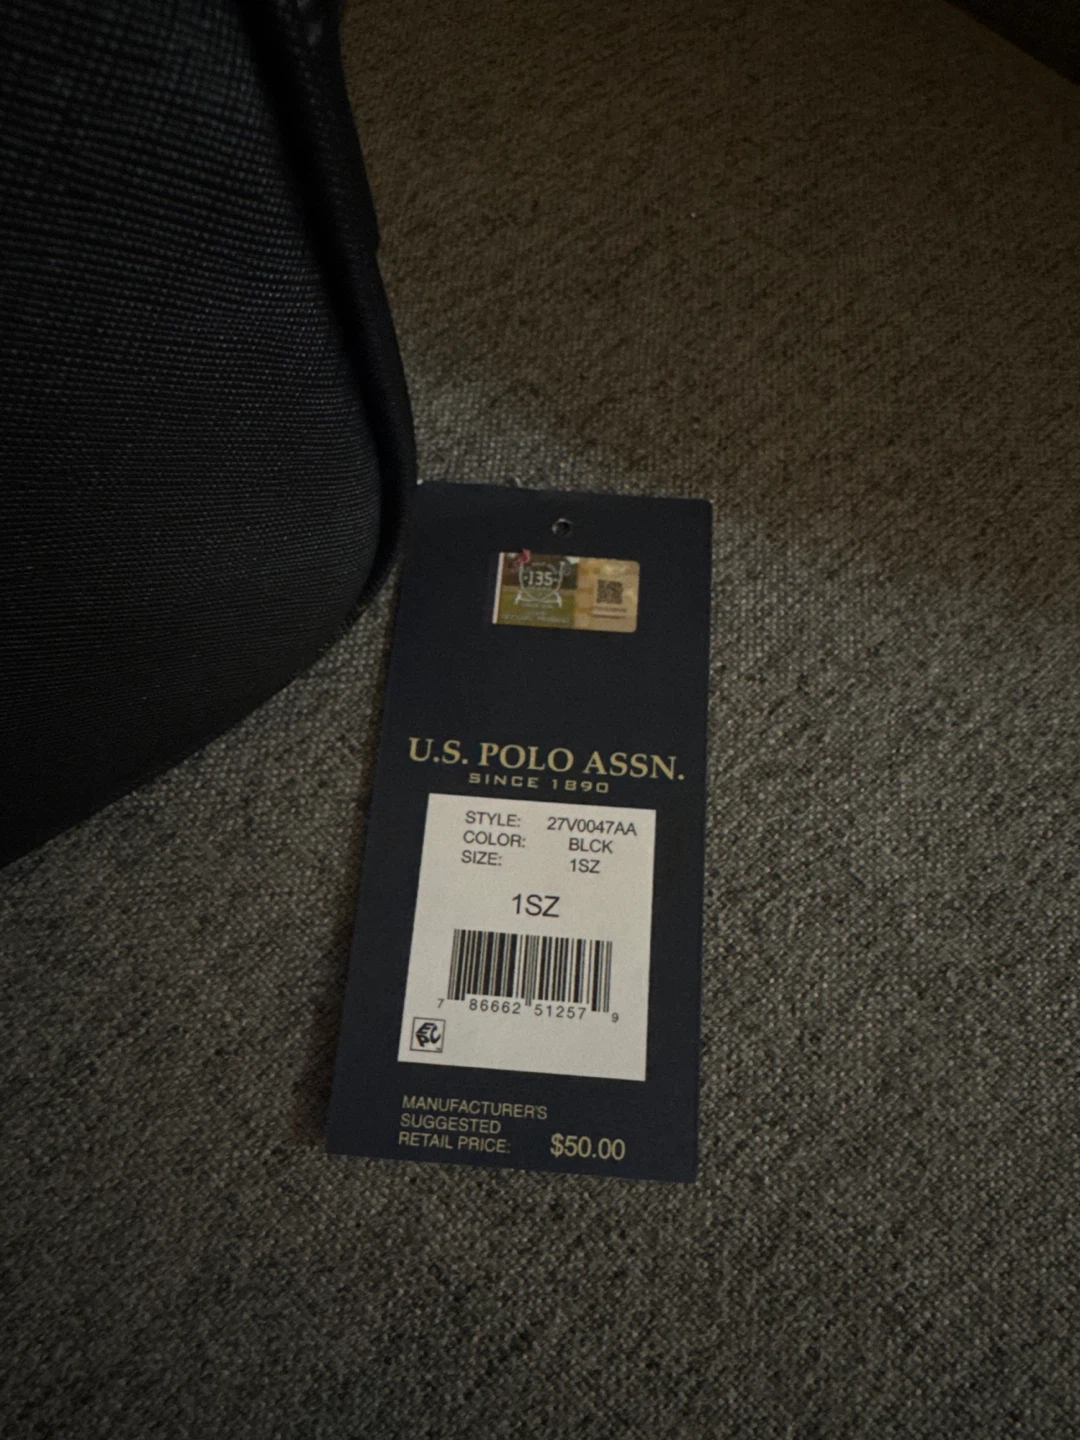 135
U.S. POLO ASSN.
SINCE 1890
STYLE: 27V0047AA
COLOR: BLCK
SIZE: 1SZ
1SZ
7 86662 51257 9
MANUFACTURER'S
SUGGESTED
RETAIL PRICE: $50.00